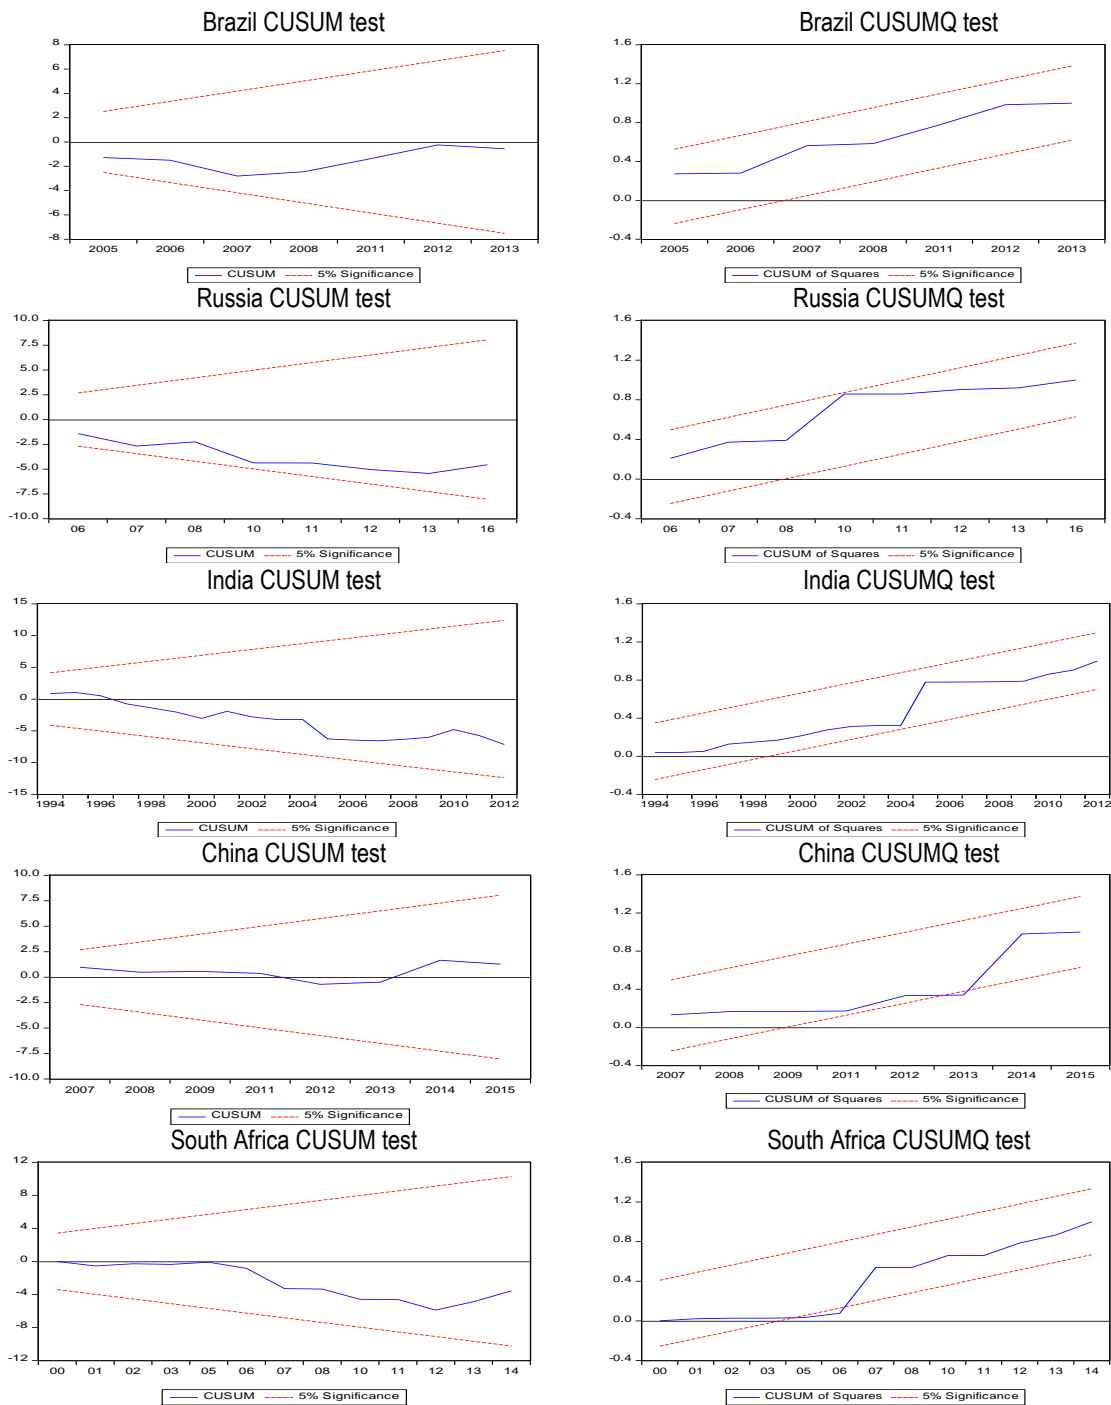 Brazil CUSUM test
8
6
4
2
0
-2
-4
-6
-8
2005 2006 2007 2008 2011 2012 2013
CUSUM 5% Significance
Brazil CUSUMQ test
1.6
1.2
0.8
0.4
0.0
-0.4
2005 2006 2007 2008 2011 2012 2013
CUSUM of Squares 5% Significance
Russia CUSUM test
10.0
7.5
5.0
2.5
0.0
-2.5
-5.0
-7.5
-10.0
06 07 08 10 11 12 13 16
CUSUM 5% Significance
Russia CUSUMQ test
1.6
1.2
0.8
0.4
0.0
-0.4
06 07 08 10 11 12 13 16
CUSUM of Squares 5% Significance
India CUSUM test
15
10
5
0
-5
-10
-15
1994 1996 1998 2000 2002 2004 2006 2008 2010 2012
CUSUM 5% Significance
India CUSUMQ test
1.6
1.2
0.8
0.4
0.0
-0.4
1994 1996 1998 2000 2002 2004 2006 2008 2010 2012
CUSUM of Squares 5% Significance
China CUSUM test
10.0
7.5
5.0
2.5
0.0
-2.5
-5.0
-7.5
-10.0
2007 2008 2009 2011 2012 2013 2014 2015
CUSUM 5% Significance
China CUSUMQ test
1.6
1.2
0.8
0.4
0.0
-0.4
2007 2008 2009 2011 2012 2013 2014 2015
CUSUM of Squares 5% Significance
South Africa CUSUM test
12
8
4
0
-4
-8
-12
00 01 02 03 05 06 07 08 10 11 12 13 14
CUSUM 5% Significance
South Africa CUSUMQ test
1.6
1.2
0.8
0.4
0.0
-0.4
00 01 02 03 05 06 07 08 10 11 12 13 14
CUSUM of Squares 5% Significance